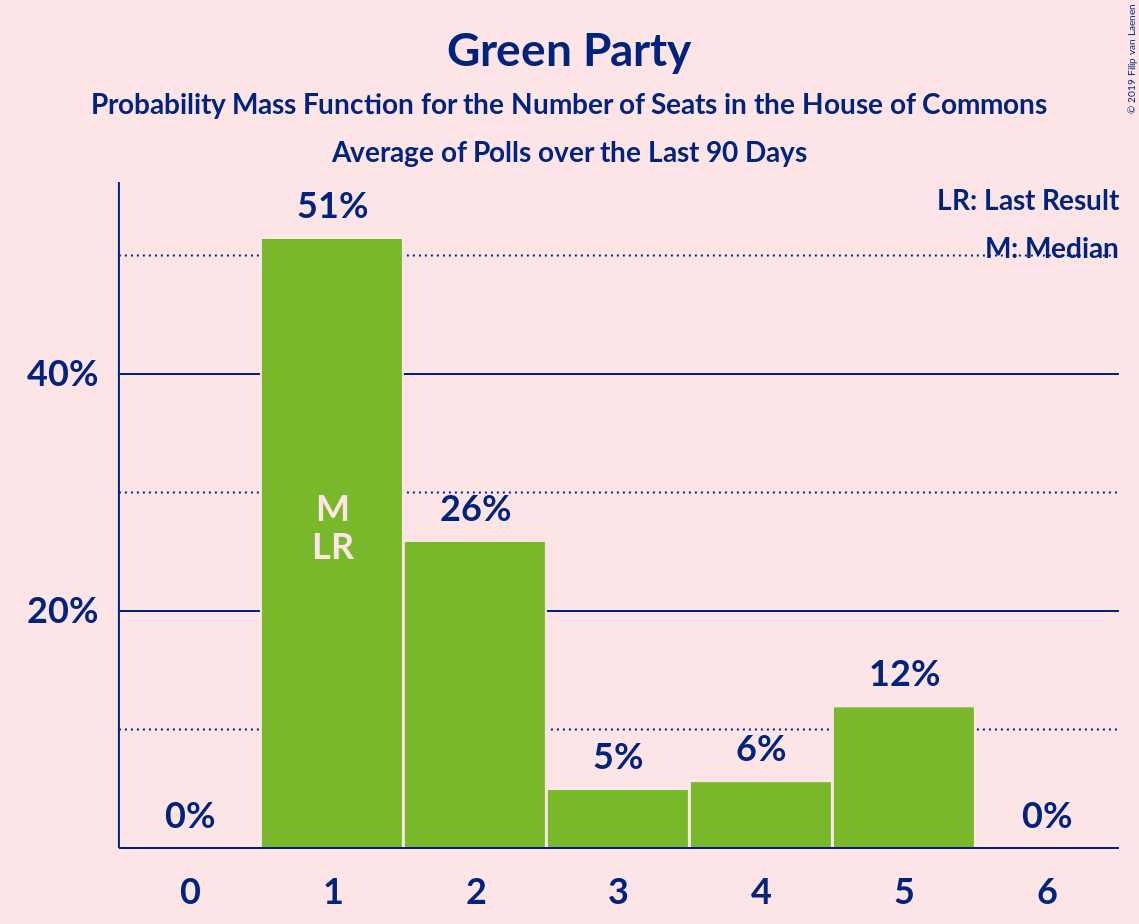 Green Party
Probability Mass Function for the Number of Seats in the House of Commons
Average of Polls over the Last 90 Days
© 2019 Filip van Laenen
LR: Last Result
M: Median
51%
40%
M
LR
26%
20%
12%
5%
6%
0%
0%
0 1 2 3 4 5 6